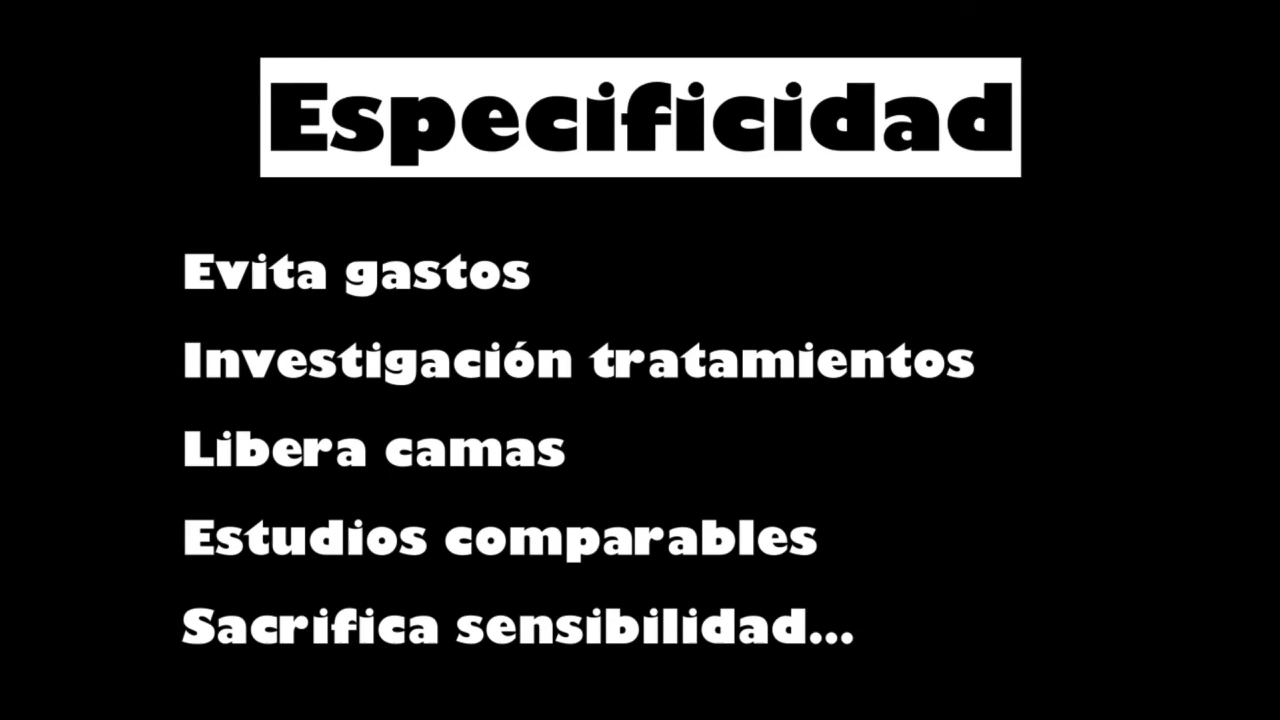 Especificidad
Evita gastos
Investigación tratamientos
Libera camas
Estudios comparables
Sacrifica sensibilidad...